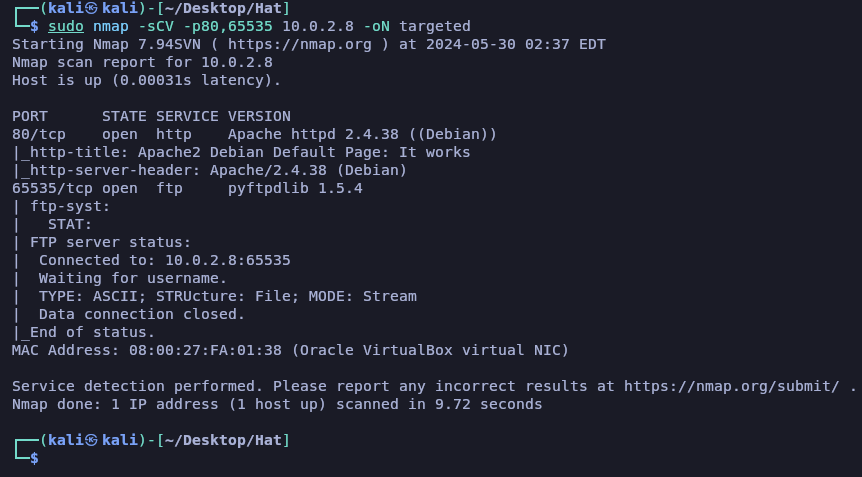 ┌──(kali㉿kali)-[~/Desktop/Hat]
└─$ sudo nmap -sCV -p80,65535 10.0.2.8 -oN targeted
Starting Nmap 7.94SVN ( https://nmap.org ) at 2024-05-30 02:37 EDT
Nmap scan report for 10.0.2.8
Host is up (0.00031s latency).

PORT      STATE SERVICE VERSION
80/tcp    open  http    Apache httpd 2.4.38 ((Debian))
|_http-title: Apache2 Debian Default Page: It works
|_http-server-header: Apache/2.4.38 (Debian)
65535/tcp open  ftp     pyftpdlib 1.5.4
| ftp-syst:
|   STAT:
| FTP server status:
|  Connected to: 10.0.2.8:65535
|  Waiting for username.
|  TYPE: ASCII; STRUcture: File; MODE: Stream
|  Data connection closed.
|_End of status.
MAC Address: 08:00:27:FA:01:38 (Oracle VirtualBox virtual NIC)

Service detection performed. Please report any incorrect results at https://nmap.org/submit/ .
Nmap done: 1 IP address (1 host up) scanned in 9.72 seconds

┌──(kali㉿kali)-[~/Desktop/Hat]
└─$